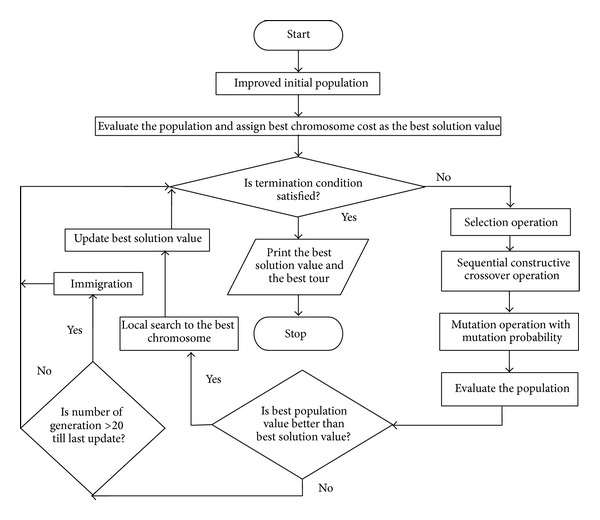 Start
Improved initial population
Evaluate the population and assign best chromosome cost as the best solution value
Is termination condition
satisfied?
No
Yes
Selection operation
Sequential constructive
crossover operation
Mutation operation with
mutation probability
Evaluate the population
Print the best
solution value and
the best tour
Stop
Update best solution value
Immigration
Local search to the best
chromosome
Yes
No
Yes
Is number of
generation >20
till last update?
Is best population
value better than
best solution value?
No